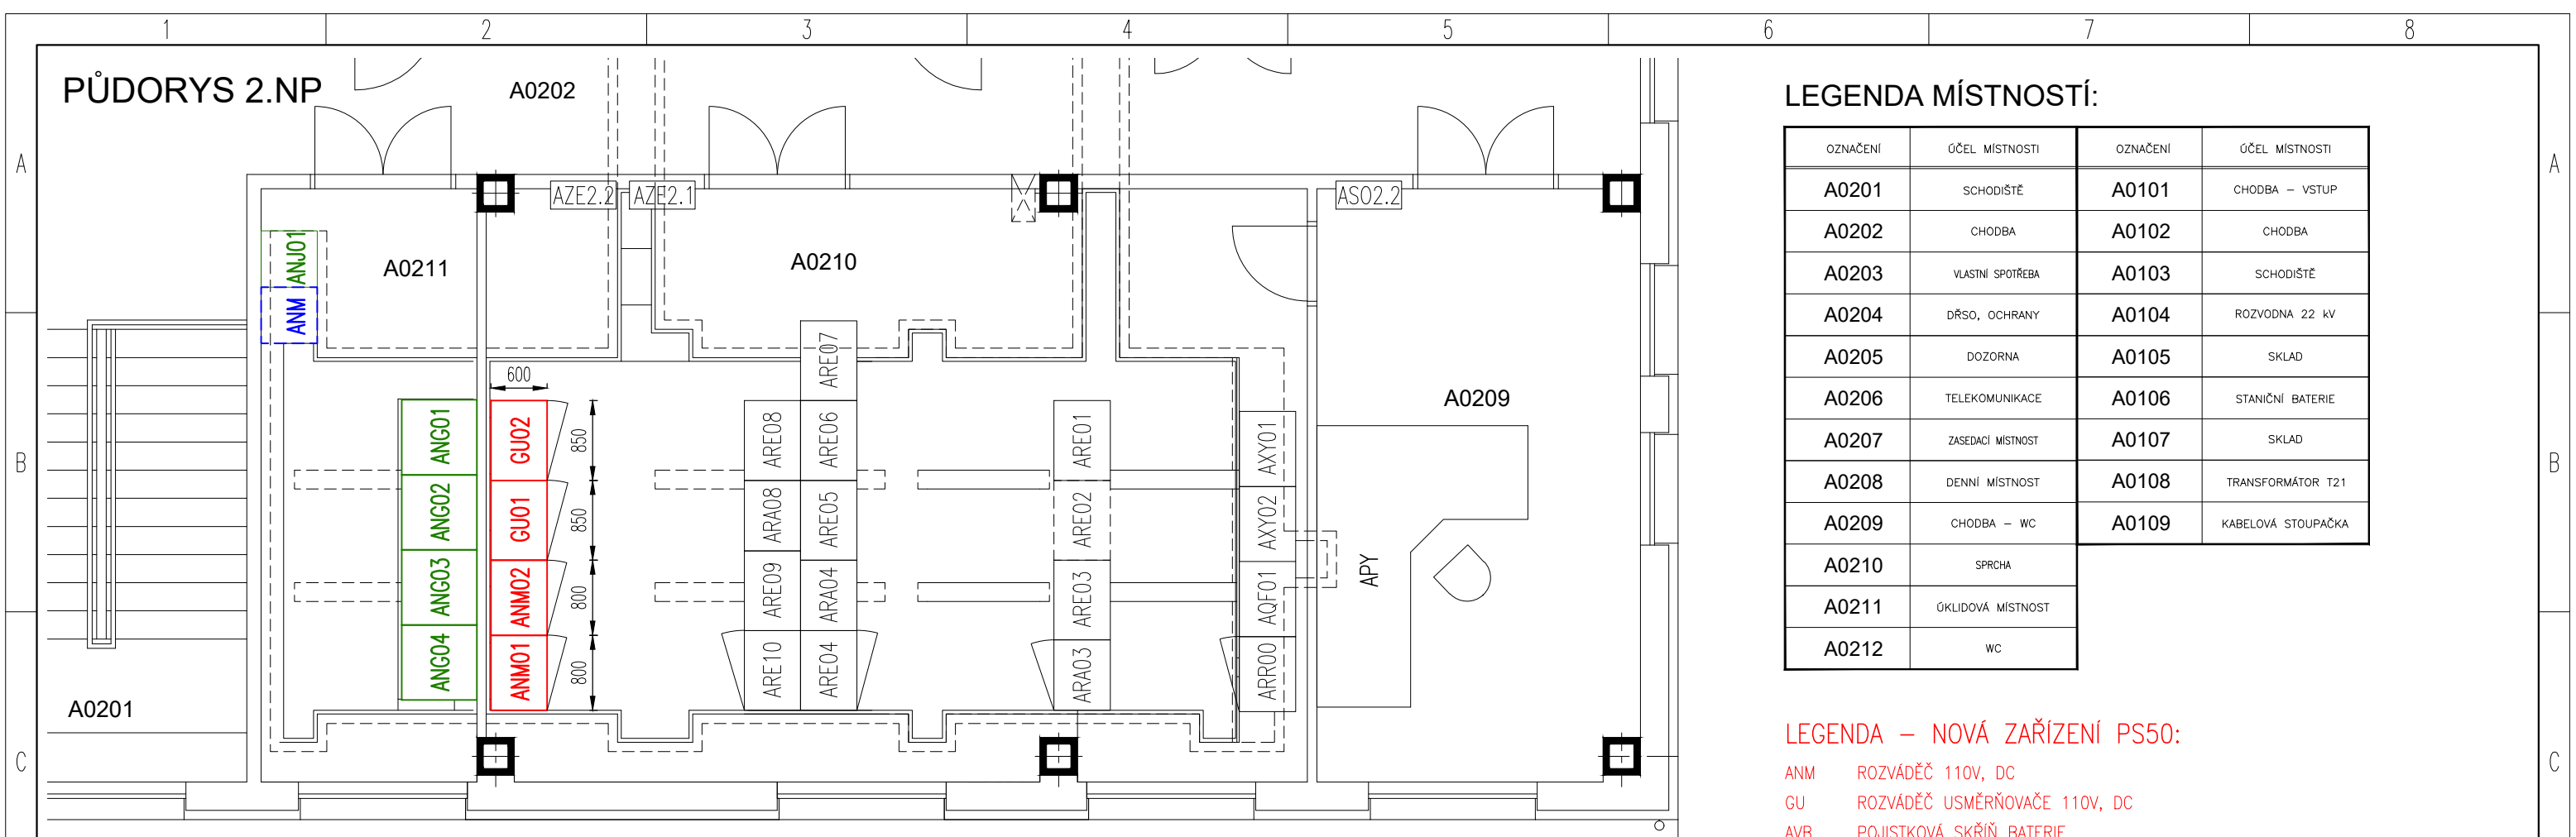 1 2 3 4 5 6 7 8
PŮDORYS 2.NP
A0202
LEGENDA MÍSTNOSTÍ:
A A
OZNAČENÍ ÚČEL MÍSTNOSTI OZNAČENÍ ÚČEL MÍSTNOSTI
A0201 SCHODIŠTĚ A0101 CHODBA – VSTUP
A0202 CHODBA A0102 CHODBA
A0203 VLASTNÍ SPOTŘEBA A0103 SCHODIŠTĚ
A0204 DŘSO, OCHRANY A0104 ROZVODNA 22 kV
A0205 DOZORNA A0105 SKLAD
A0206 TELEKOMUNIKACE A0106 STANIČNÍ BATERIE
A0207 ZASEDACÍ MÍSTNOST A0107 SKLAD
A0208 DENNÍ MÍSTNOST A0108 TRANSFORMÁTOR T21
A0209 CHODBA – WC A0109 KABELOVÁ STOUPAČKA
A0210 SPRCHA
A0211 ÚKLIDOVÁ MÍSTNOST
A0212 WC
AZE2.2 AZE2.1 ASO2.2
ANJ01
ANM
A0211
A0210
A0209
600
ANG01
ANG02
ANG03
ANG04
GU02
GU01
ANM02
ANM01
850
850
800
800
ARE08
ARA08
ARE09
ARE10
ARE07
ARE06
ARE05
ARA04
ARE04
ARE01
ARE02
ARE03
ARA03
AXY01
AXY02
AQF01
ARR00
APY
B B
A0201
C C
LEGENDA – NOVÁ ZAŘÍZENÍ PS50:
ANM ROZVÁDĚČ 110V, DC
GU ROZVÁDĚČ USMĚRŇOVAČE 110V, DC
AVB POJISTKOVÁ SKŘÍŇ BATERIE